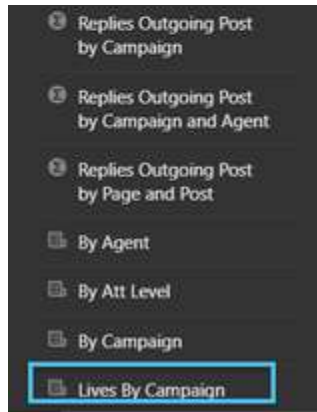 Replies Outgoing Post
by Campaign
Replies Outgoing Post
by Campaign and Agent
Replies Outgoing Post
by Page and Post
By Agent
By Att Level
By Campaign
Lives By Campaign